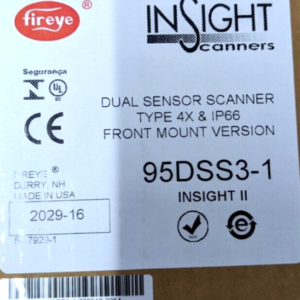 fireye ®
INSIGHT
scanners
Segurança
UL
CE
DUAL SENSOR SCANNER
TYPE 4X & IP66
FRONT MOUNT VERSION
FIREYE ®
DERRY, NH
MADE IN USA
95DSS3-1
INSIGHT II
2029-16